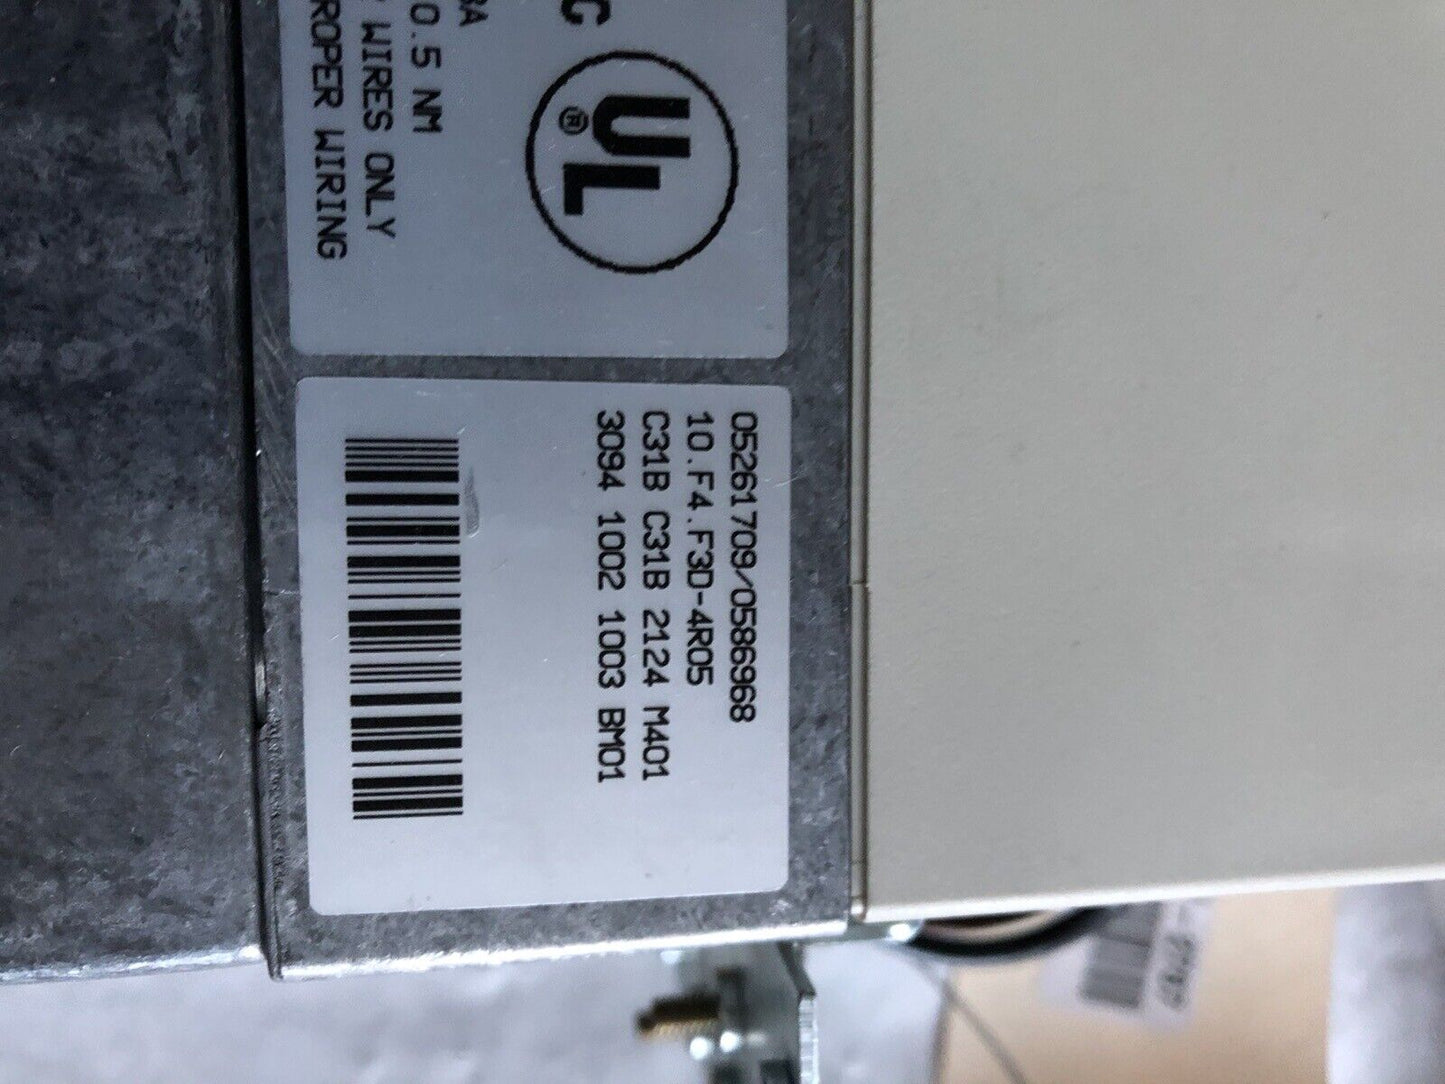 C
UL
®
RA
0.5 NM
WIRES ONLY
ROPER WIRING
05261709/0586968
10.F4.F3D-4R05
C31B C31B 2124 M401
3094 1002 1003 BM01